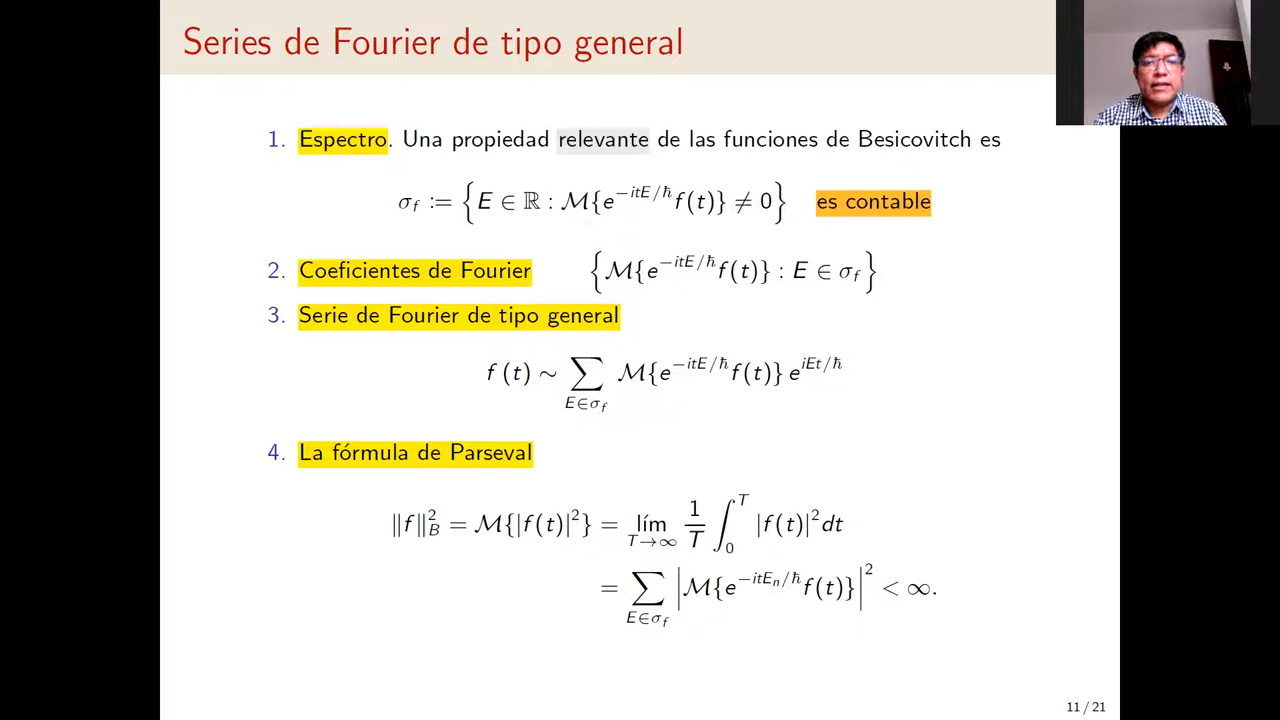 Series de Fourier de tipo general
1. Espectro. Una propiedad relevante de las funciones de Besicovitch es
σ_f := {E ∈ ℝ : ℳ{e^{−itE/ℏ} f(t)} ≠ 0} es contable
2. Coeficientes de Fourier {ℳ{e^{−itE/ℏ} f(t)} : E ∈ σ_f}
3. Serie de Fourier de tipo general
f (t) ∼ ∑_{E∈σ_f} ℳ{e^{−itE/ℏ} f(t)} e^{iEt/ℏ}
4. La fórmula de Parseval
‖f‖_B^2 = ℳ{|f(t)|^2} = lím_{T→∞} 1/T ∫_0^T |f(t)|^2 dt
= ∑_{E∈σ_f} |ℳ{e^{−itE_n/ℏ} f(t)}|^2 < ∞.
11 / 21